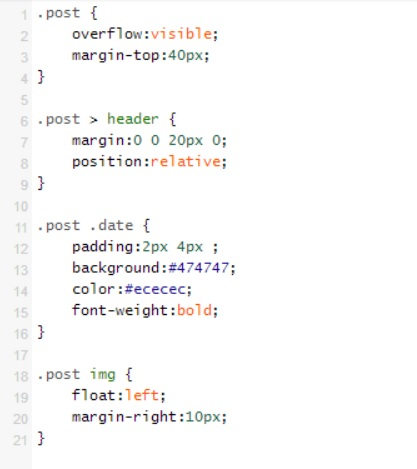 1 .post {
2     overflow:visible;
3     margin-top:40px;
4 }
5
6 .post > header {
7     margin:0 0 20px 0;
8     position:relative;
9 }
10
11 .post .date {
12     padding:2px 4px ;
13     background:#474747;
14     color:#ececec;
15     font-weight:bold;
16 }
17
18 .post img {
19     float:left;
20     margin-right:10px;
21 }